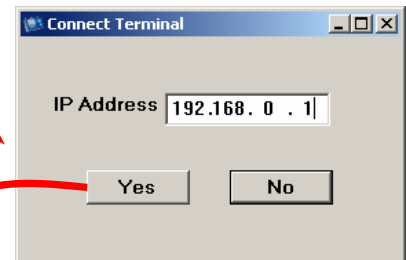 Connect Terminal
IP Address 192.168. 0 . 1
Yes No